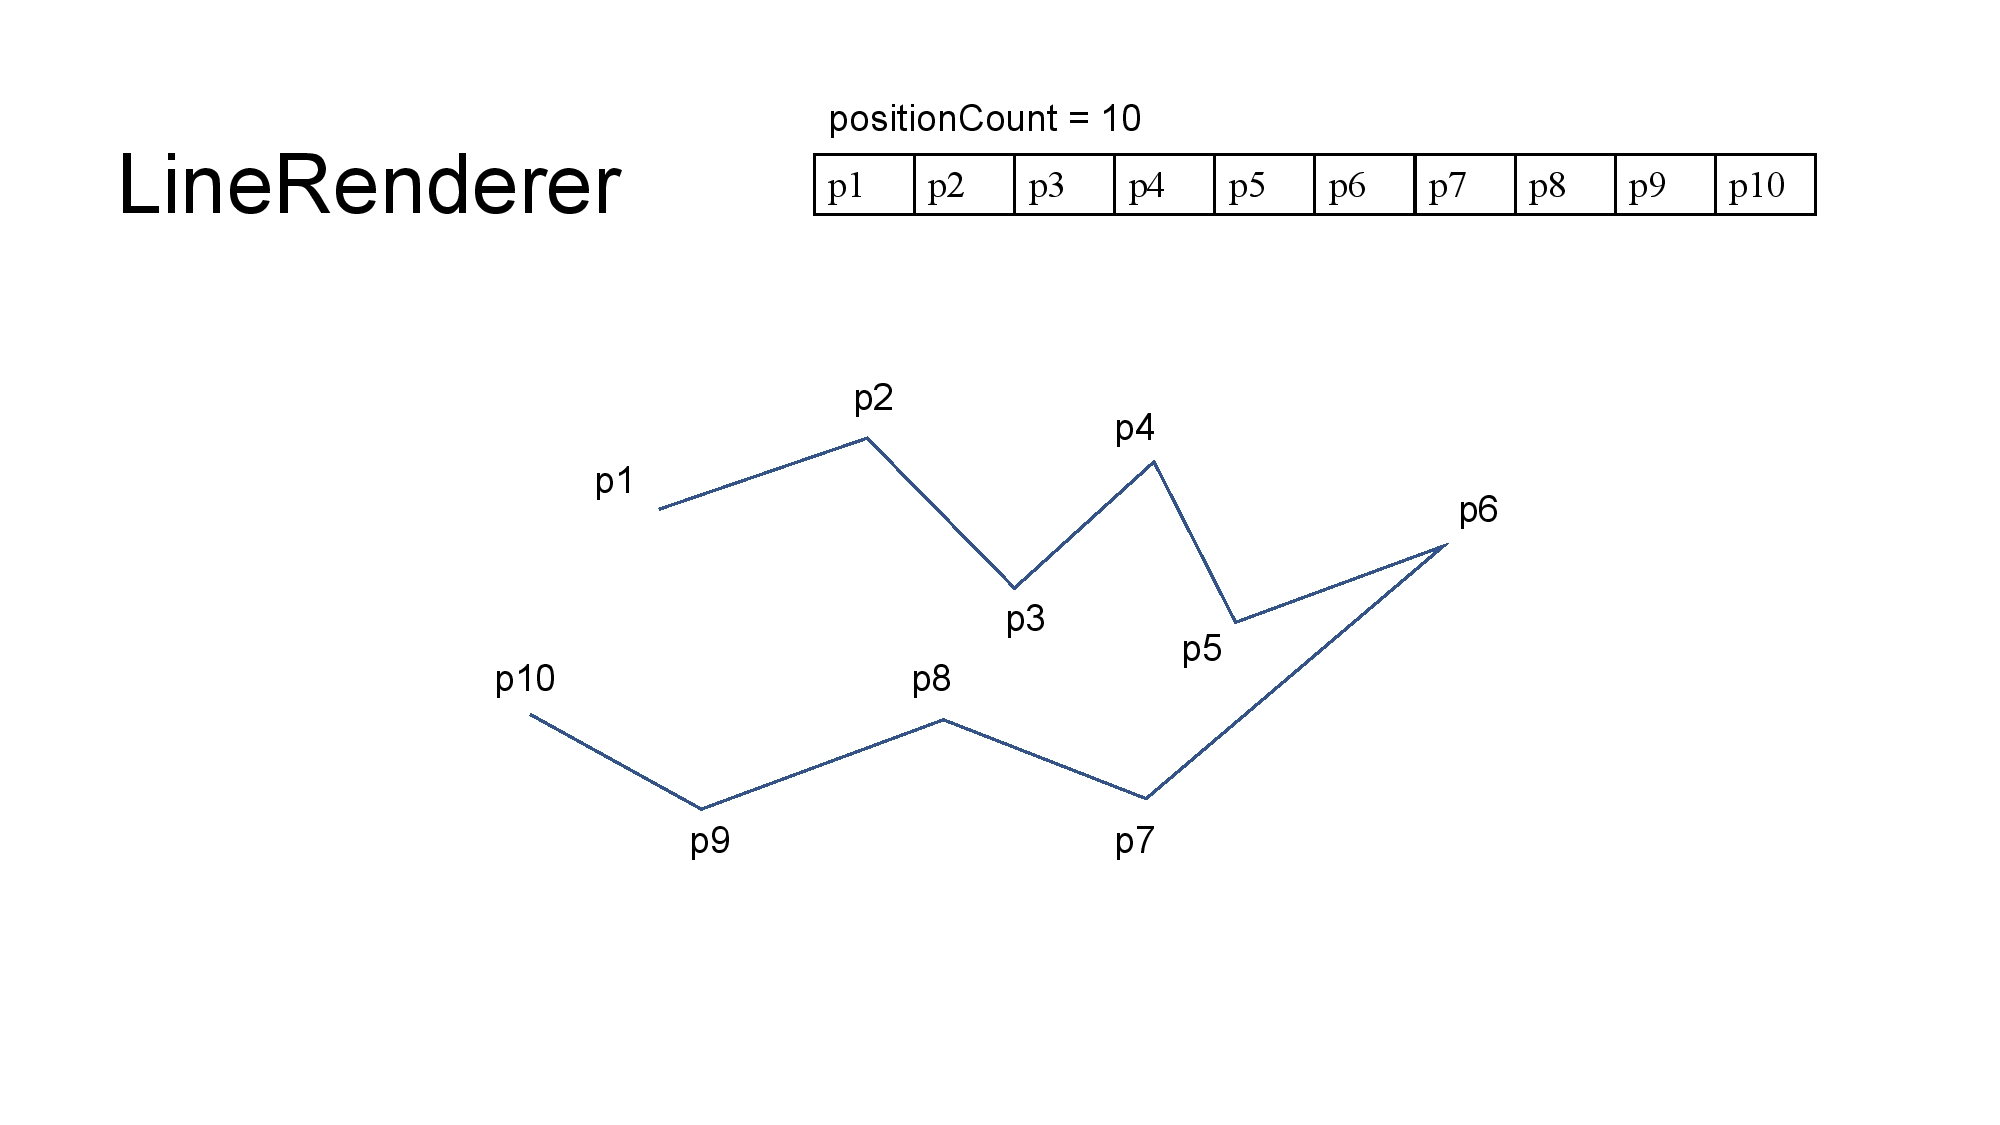 positionCount = 10
LineRenderer
p1 p2 p3 p4 p5 p6 p7 p8 p9 p10
p2
p4
p1
p6
p3
p5
p10
p8
p9
p7